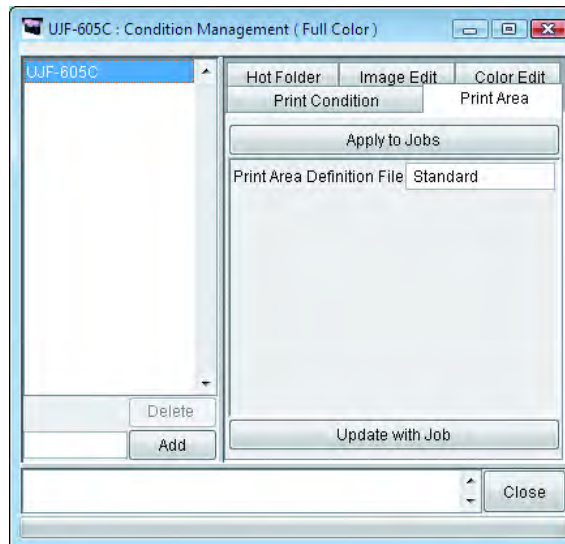 UJF-605C : Condition Management ( Full Color )
UJF-605C
Hot Folder Image Edit Color Edit
Print Condition Print Area
Apply to Jobs
Print Area Definition File Standard
Delete
Add
Update with Job
Close